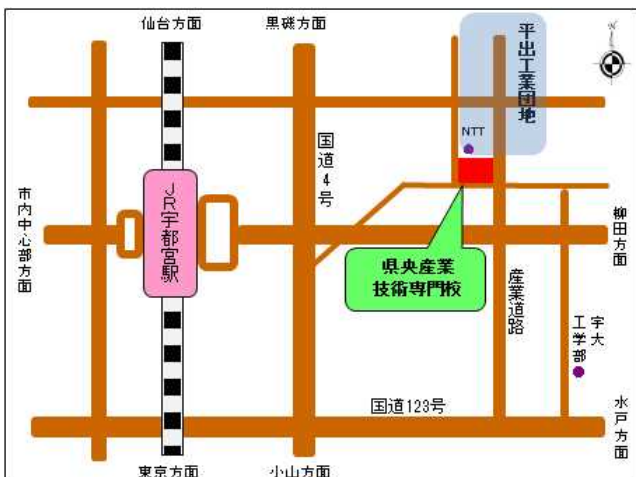 仙台方面
黒磯方面
平出工業団地
NTT
国道4号
JR宇都宮駅
市内中心部方面
柳田方面
県央産業
技術専門校
産業道路
宇大
工学部
国道123号
水戸方面
東京方面
小山方面